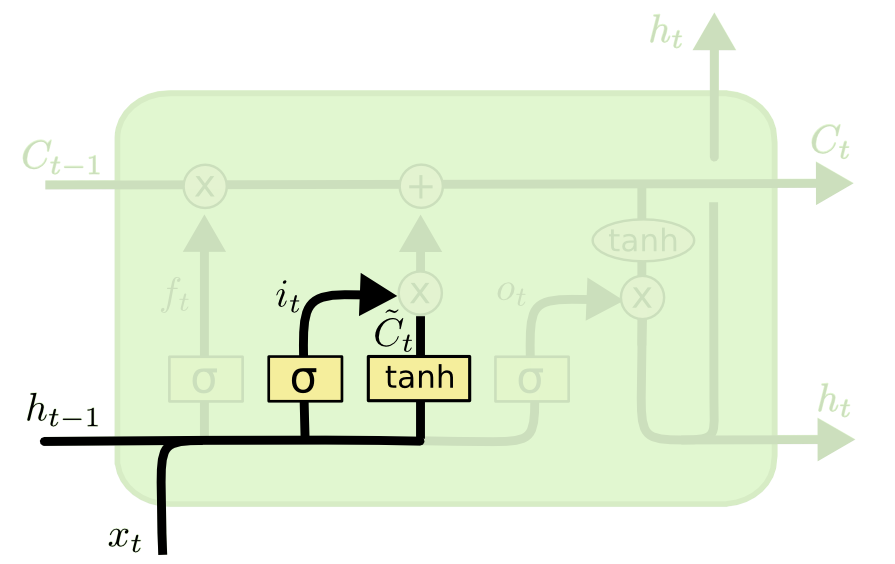 h_t
C_{t-1}
C_t
x
+
tanh
f_t
i_t
x
o_t
x
C̃_t
σ
σ
tanh
σ
h_{t-1}
h_t
x_t